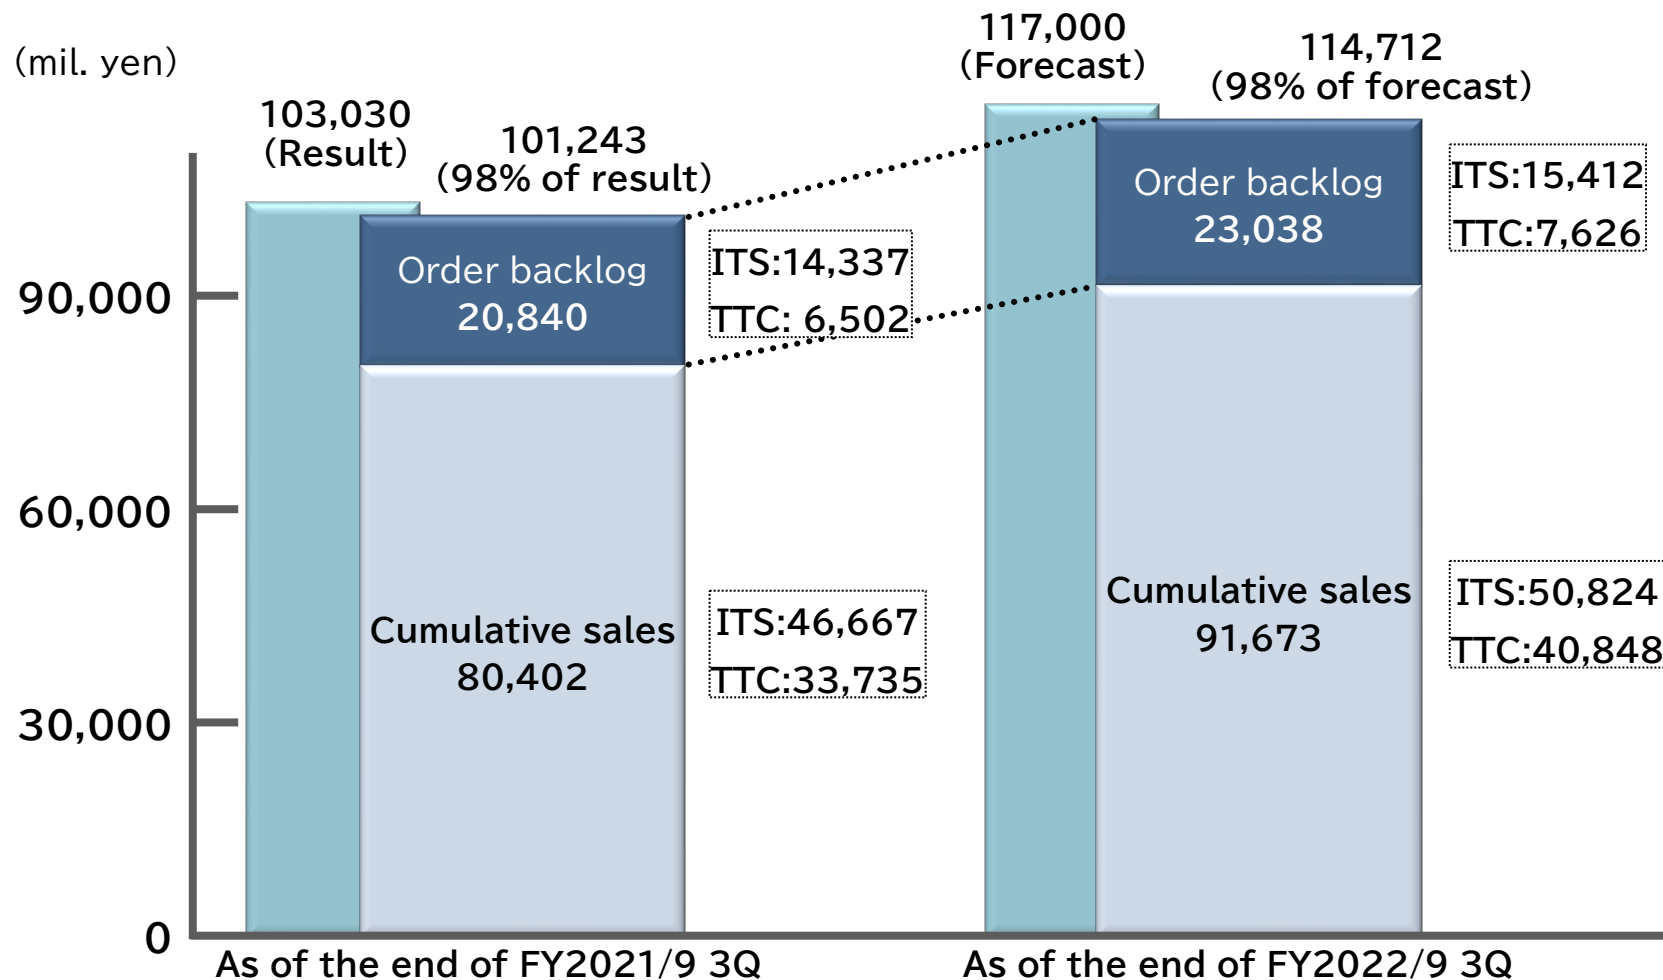 (mil. yen)
103,030
(Result)
101,243
(98% of result)
117,000
(Forecast)
114,712
(98% of forecast)
90,000
60,000
30,000
0
Order backlog
20,840
ITS:14,337
TTC: 6,502
Cumulative sales
80,402
ITS:46,667
TTC:33,735
Order backlog
23,038
ITS:15,412
TTC:7,626
Cumulative sales
91,673
ITS:50,824
TTC:40,848
As of the end of FY2021/9 3Q
As of the end of FY2022/9 3Q